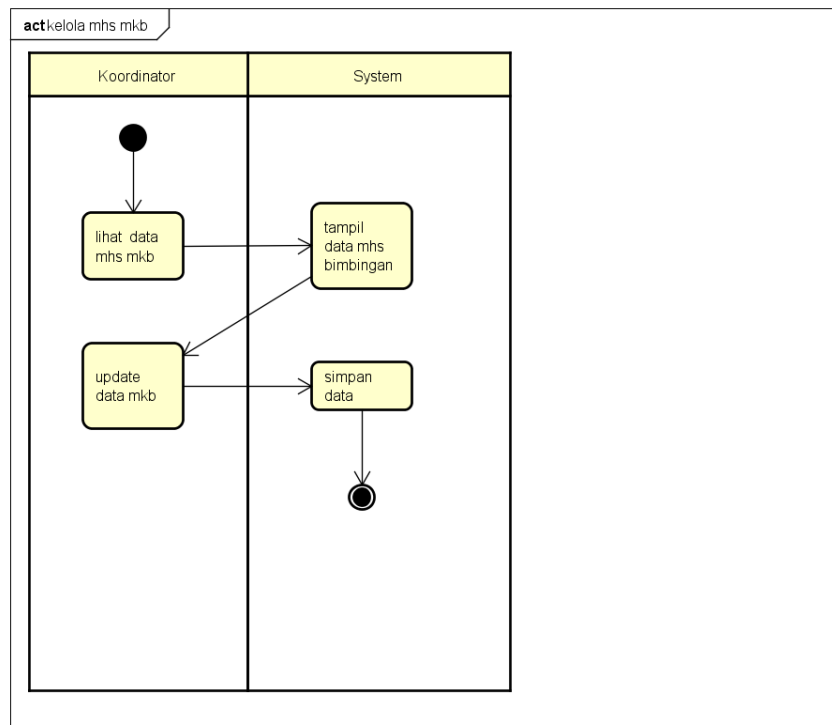 act kelola mhs mkb
Koordinator
System
lihat data
mhs mkb
tampil
data mhs
bimbingan
update
data mkb
simpan
data